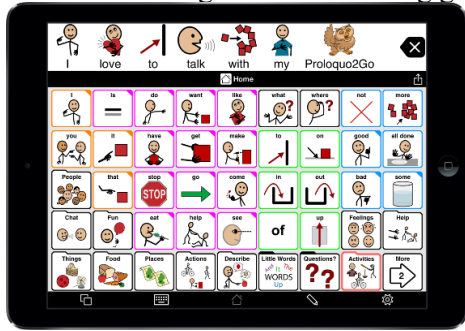 I love to talk with my Proloquo2Go
Home
I is do want like what where? not more
you it have get make to on good all done
People that stop go come in out bad some
STOP
Chat Fun eat help see of up Feelings Help
Things Food Places Actions Describe Little Words Questions? Activities More
WORDS
Up
??
2